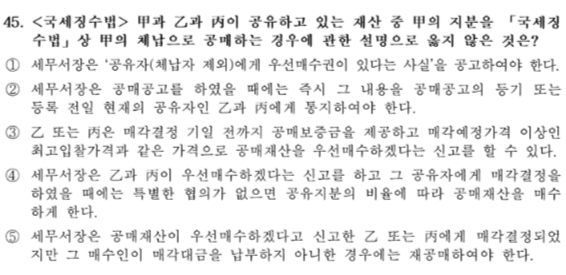 45. <국세징수법> 甲과 乙과 丙이 공유하고 있는 재산 중 甲의 지분을 「국세징
수법」상 甲의 체납으로 공매하는 경우에 관한 설명으로 옳지 않은 것은?
① 세무서장은 '공유자(체납자 제외)에게 우선매수권이 있다는 사실'을 공고하여야 한다.
② 세무서장은 공매공고를 하였을 때에는 즉시 그 내용을 공매공고의 등기 또는
등록 전일 현재의 공유자인 乙과 丙에게 통지하여야 한다.
③ 乙 또는 丙은 매각결정 기일 전까지 공매보증금을 제공하고 매각예정가격 이상인
최고입찰가격과 같은 가격으로 공매재산을 우선매수하겠다는 신고를 할 수 있다.
④ 세무서장은 乙과 丙이 우선매수하겠다는 신고를 하고 그 공유자에게 매각결정을
하였을 때에는 특별한 협의가 없으면 공유지분의 비율에 따라 공매재산을 매수
하게 한다.
⑤ 세무서장은 공매재산이 우선매수하겠다고 신고한 乙 또는 丙에게 매각결정되었
지만 그 매수인이 매각대금을 납부하지 아니한 경우에는 재공매하여야 한다.